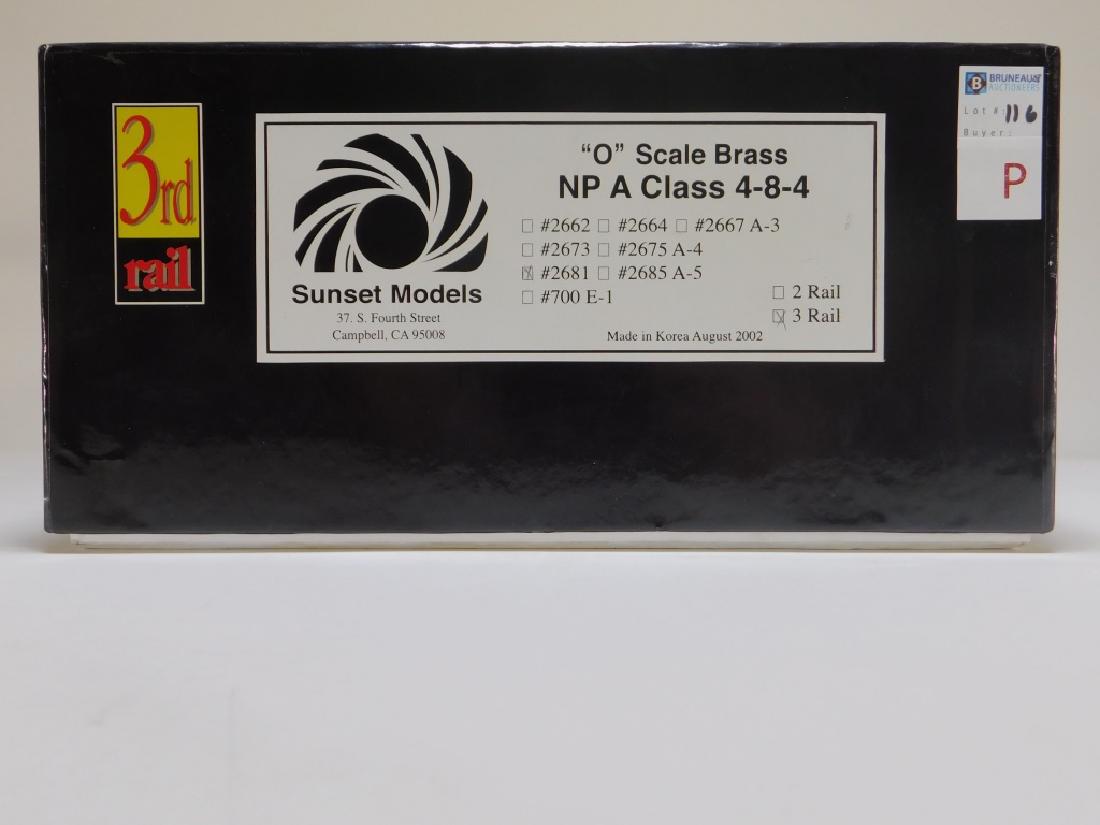 3rd
rail
"O" Scale Brass
NP A Class 4-8-4
#2662 #2664 #2667 A-3
#2673 #2675 A-4
#2681 #2685 A-5
#700 E-1
2 Rail
3 Rail
Made in Korea August 2002
Sunset Models
37. S. Fourth Street
Campbell, CA 95008
B BRUNEAU &
AUCTIONEERS
Lot #: 116
Buyer:
P